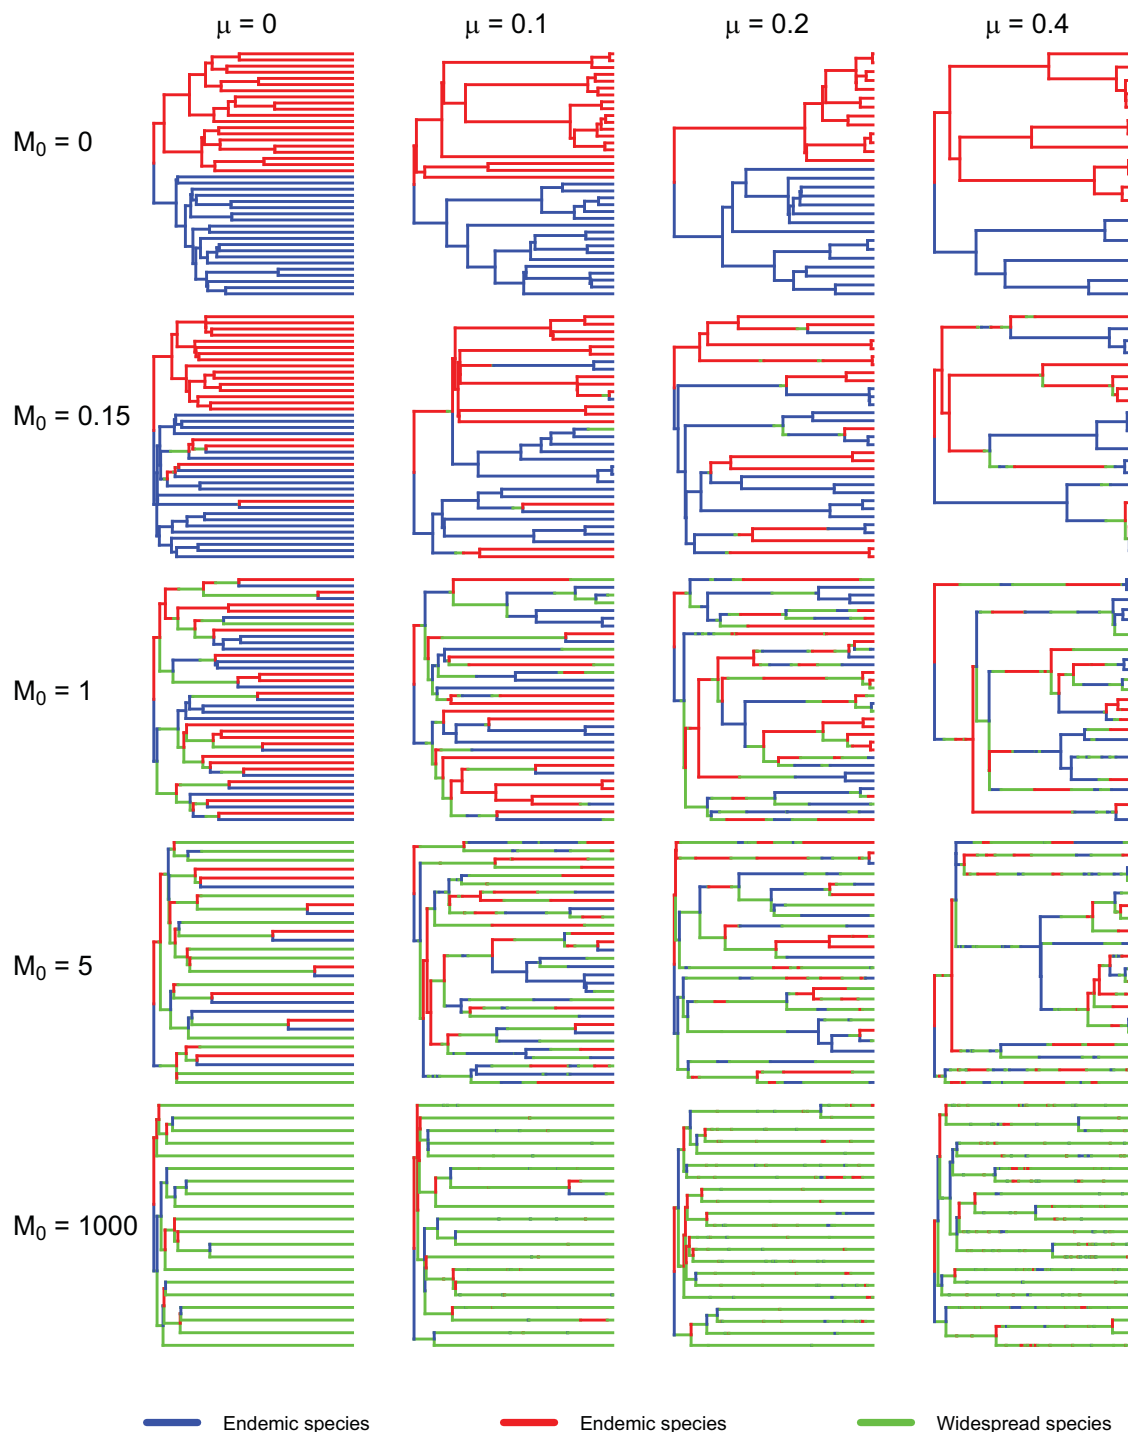 μ = 0 μ = 0.1 μ = 0.2 μ = 0.4
M₀ = 0
M₀ = 0.15
M₀ = 1
M₀ = 5
M₀ = 1000
Endemic species Endemic species Widespread species